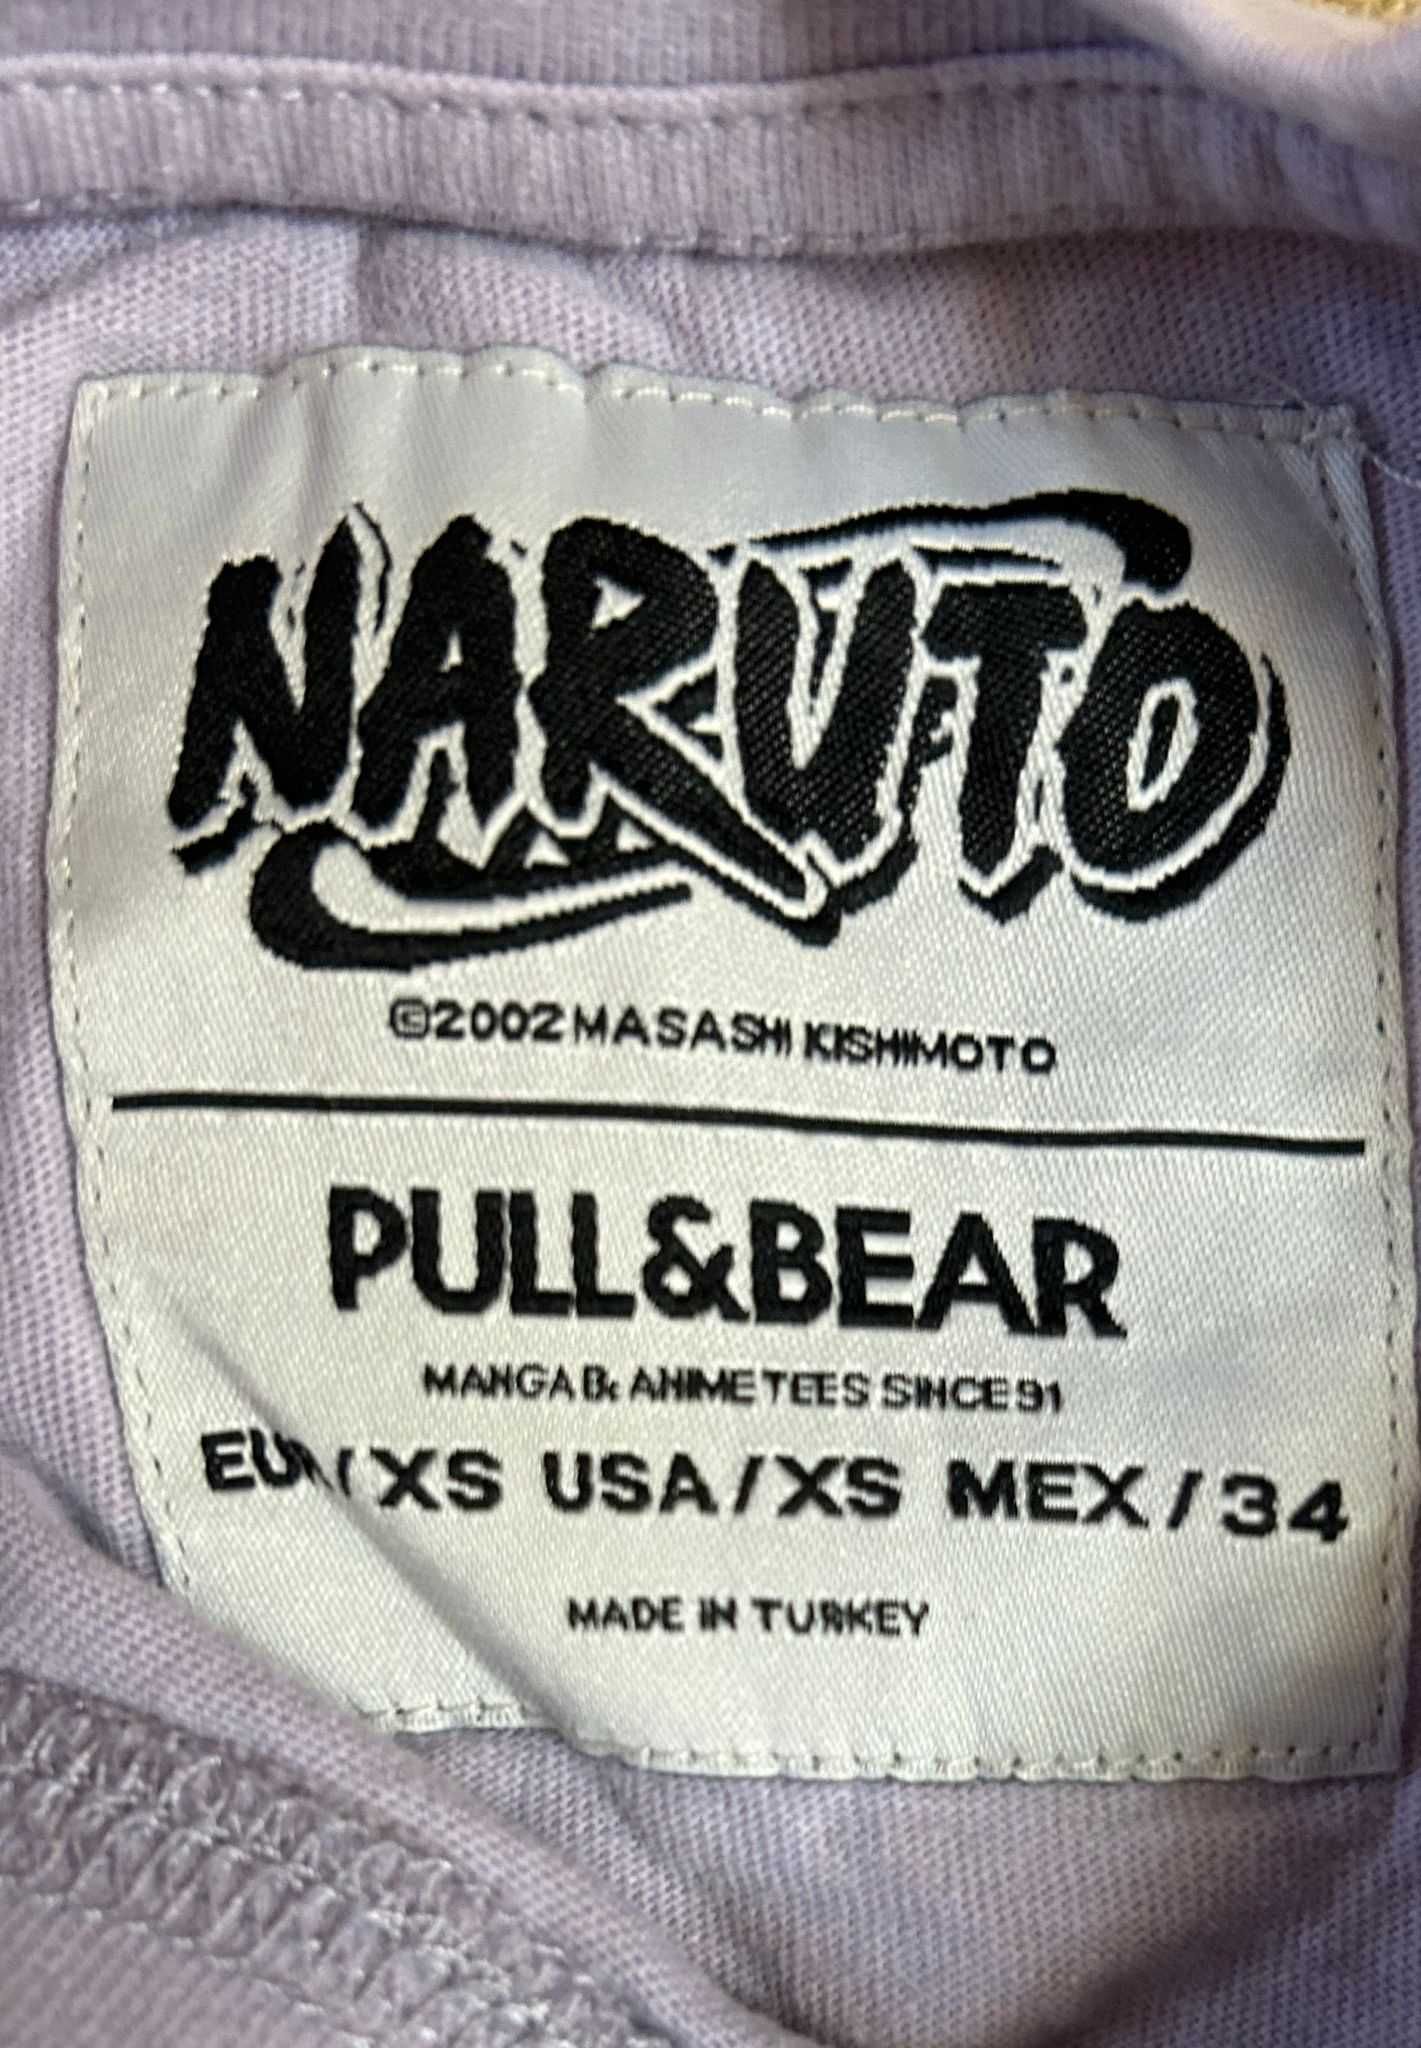 NARUTO
©2002 MASASHI KISHIMOTO
PULL&BEAR
MANGA & ANIME TEES SINCE 91
EUR/XS USA/XS MEX/34
MADE IN TURKEY